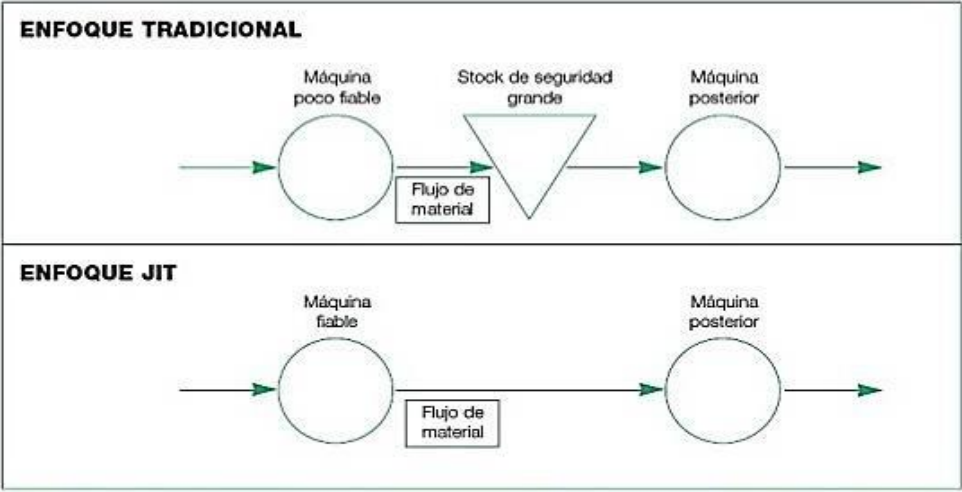 ENFOQUE TRADICIONAL
Máquina
poco fiable
Stock de seguridad
grande
Máquina
posterior
Flujo de
material
ENFOQUE JIT
Máquina
fiable
Máquina
posterior
Flujo de
material